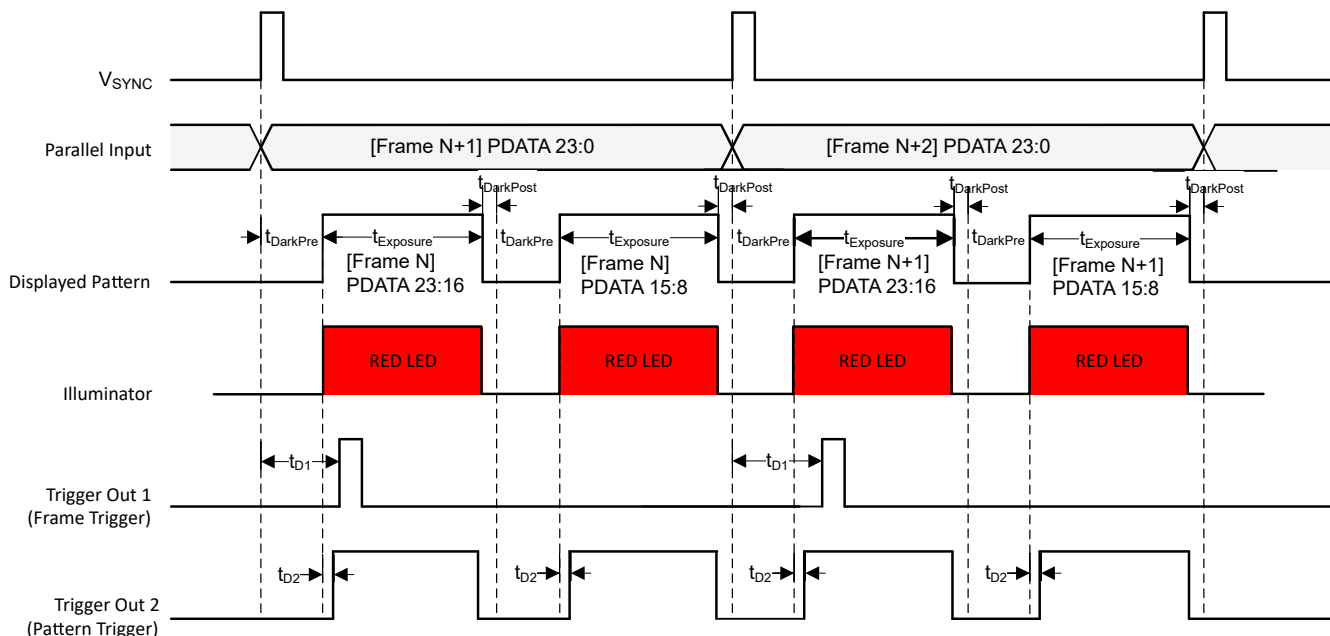 VSYNC
Parallel Input
[Frame N+1] PDATA 23:0
[Frame N+2] PDATA 23:0
tDarkPost
tDarkPost
tDarkPost
tDarkPost
tDarkPre
tExposure
tDarkPre
tExposure
tDarkPre
tExposure
tDarkPre
tExposure
Displayed Pattern
[Frame N]
PDATA 23:16
[Frame N]
PDATA 15:8
[Frame N+1]
PDATA 23:16
[Frame N+1]
PDATA 15:8
Illuminator
RED LED
RED LED
RED LED
RED LED
tD1
tD1
Trigger Out 1
(Frame Trigger)
tD2
tD2
tD2
tD2
Trigger Out 2
(Pattern Trigger)